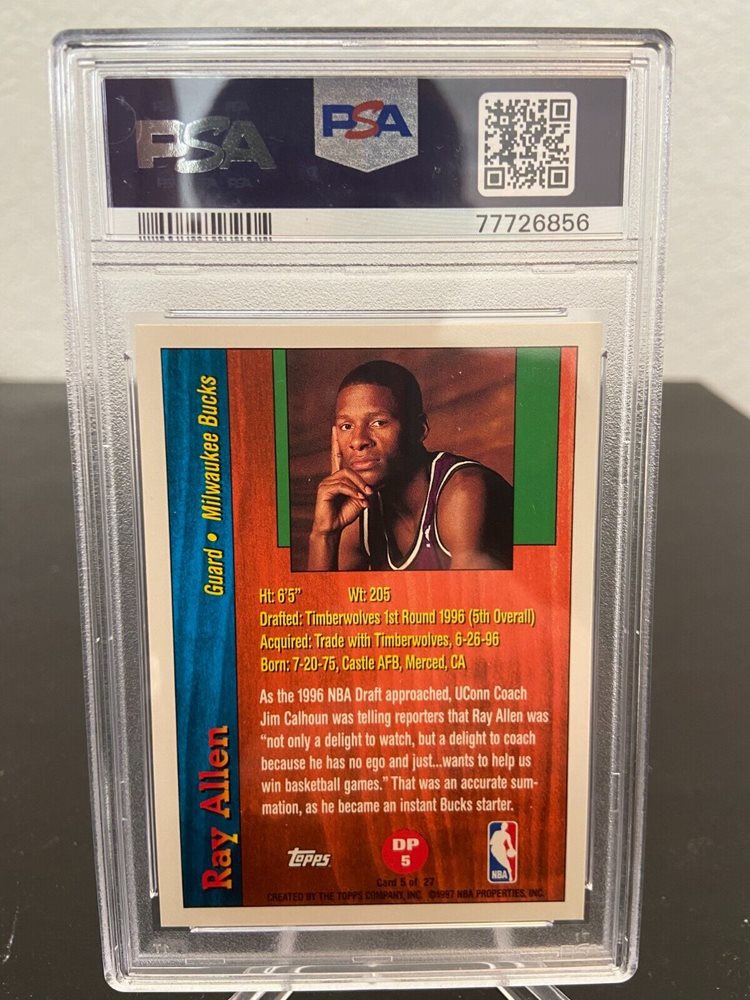 PSA
PSA
77726856
Guard • Milwaukee Bucks
Ray Allen
Ht: 6'5" Wt: 205
Drafted: Timberwolves 1st Round 1996 (5th Overall)
Acquired: Trade with Timberwolves, 6-26-96
Born: 7-20-75, Castle AFB, Merced, CA
As the 1996 NBA Draft approached, UConn Coach
Jim Calhoun was telling reporters that Ray Allen was
"not only a delight to watch, but a delight to coach
because he has no ego and just...wants to help us
win basketball games." That was an accurate sum-
mation, as he became an instant Bucks starter.
TOPPS
DP
5
NBA
Card 5 of 27
CREATED BY THE TOPPS COMPANY, INC. ©1997 NBA PROPERTIES, INC.